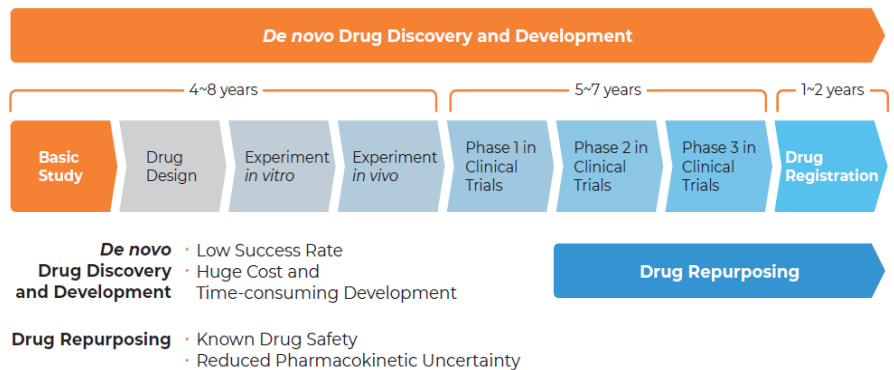 De novo Drug Discovery and Development
4~8 years
5~7 years
1~2 years
Basic
Study
Drug
Design
Experiment
in vitro
Experiment
in vivo
Phase 1 in
Clinical
Trials
Phase 2 in
Clinical
Trials
Phase 3 in
Clinical
Trials
Drug
Registration
De novo
Drug Discovery
and Development
· Low Success Rate
· Huge Cost and
Time-consuming Development
Drug Repurposing
Drug Repurposing
· Known Drug Safety
· Reduced Pharmacokinetic Uncertainty